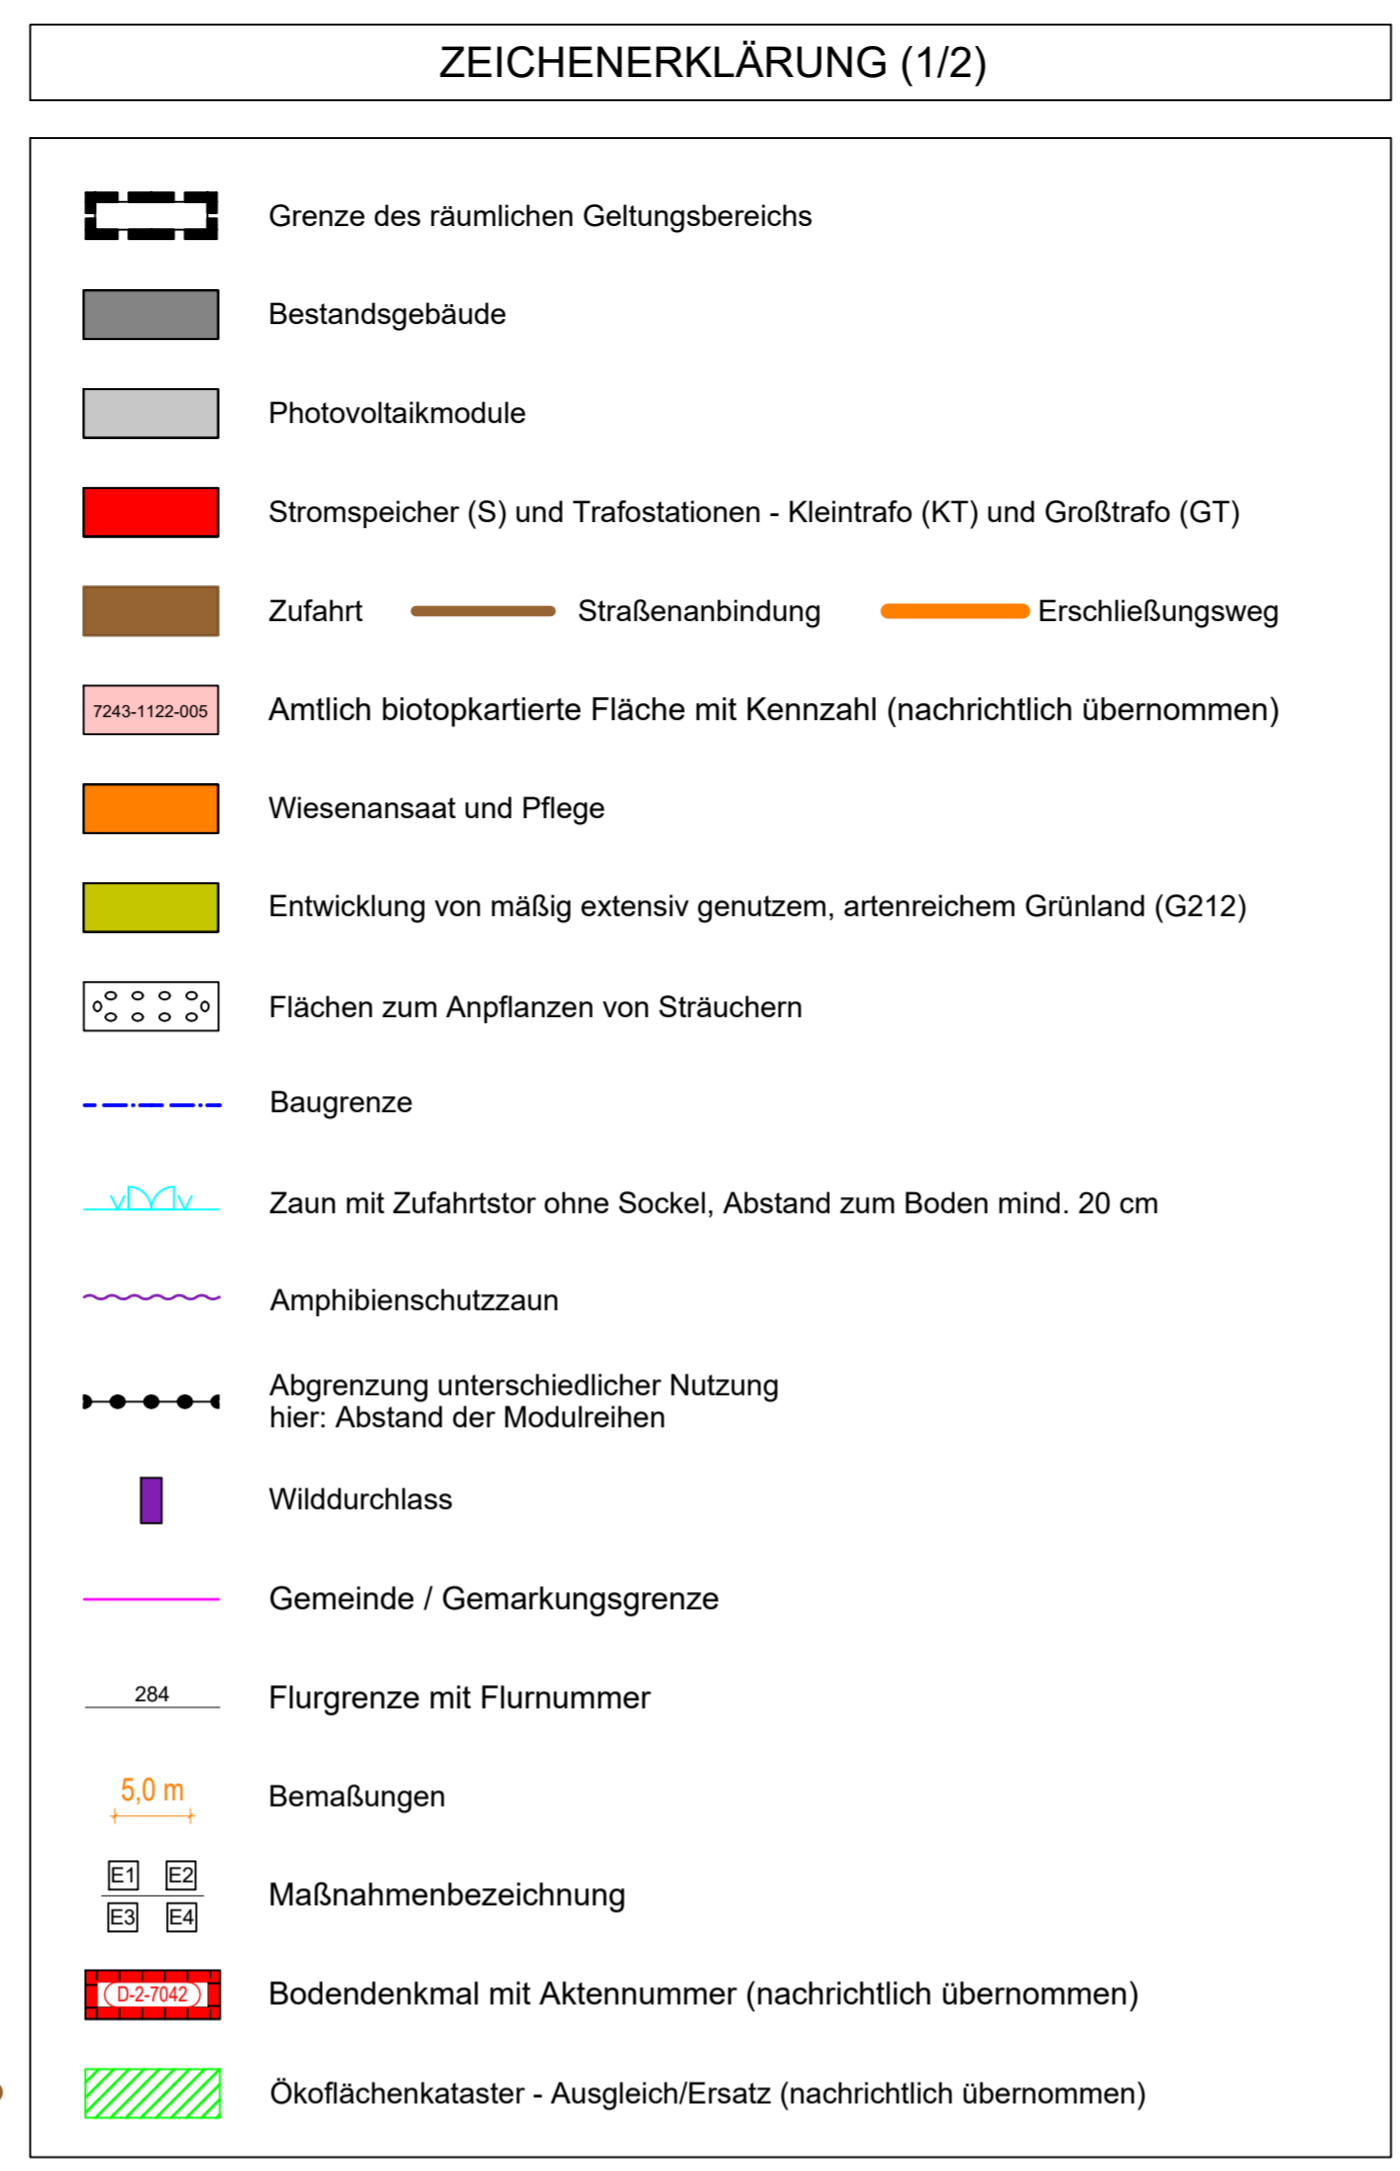 ZEICHENERKLÄRUNG (1/2)
Grenze des räumlichen Geltungsbereichs
Bestandsgebäude
Photovoltaikmodule
Stromspeicher (S) und Trafostationen - Kleintrafo (KT) und Großtrafo (GT)
Zufahrt Straßenanbindung Erschließungsweg
7243-1122-005 Amtlich biotopkartierte Fläche mit Kennzahl (nachrichtlich übernommen)
Wiesenansaat und Pflege
Entwicklung von mäßig extensiv genutzem, artenreichem Grünland (G212)
Flächen zum Anpflanzen von Sträuchern
Baugrenze
Zaun mit Zufahrtstor ohne Sockel, Abstand zum Boden mind. 20 cm
Amphibienschutzzaun
Abgrenzung unterschiedlicher Nutzung
hier: Abstand der Modulreihen
Wilddurchlass
Gemeinde / Gemarkungsgrenze
284 Flurgrenze mit Flurnummer
5,0 m Bemaßungen
E1 E2
Maßnahmenbezeichnung
E3 E4
D-2-7042 Bodendenkmal mit Aktennummer (nachrichtlich übernommen)
Ökoflächenkataster - Ausgleich/Ersatz (nachrichtlich übernommen)